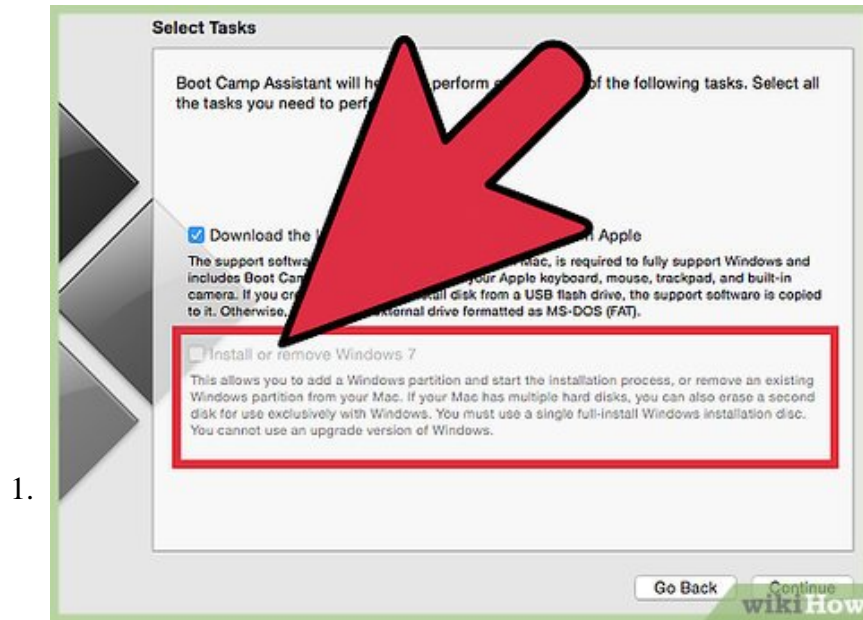 Select Tasks
Boot Camp Assistant will he perform of the following tasks. Select all
the tasks you need to perf
Download the Apple
The support softwa Mac, is required to fully support Windows and
includes Boot Cam your Apple keyboard, mouse, trackpad, and built-in
camera. If you cre all disk from a USB flash drive, the support software is copied
to it. Otherwise, external drive formatted as MS-DOS (FAT).
Install or remove Windows 7
This allows you to add a Windows partition and start the installation process, or remove an existing
Windows partition from your Mac. If your Mac has multiple hard disks, you can also erase a second
disk for use exclusively with Windows. You must use a single full-install Windows installation disc.
You cannot use an upgrade version of Windows.
1.
Go Back Continue
wikiHow